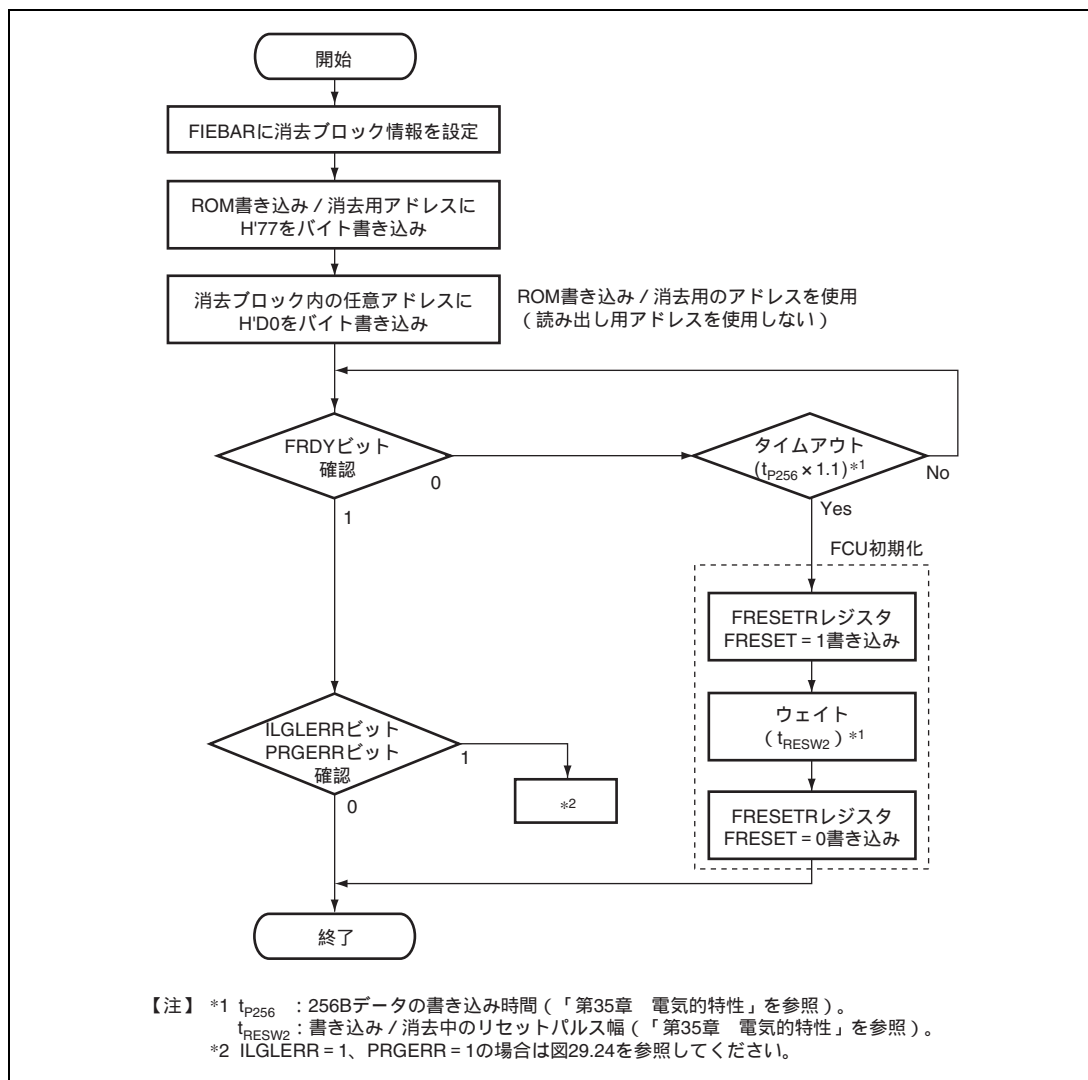 開始
FIEBARに消去ブロック情報を設定
ROM書き込み / 消去用アドレスに
H'77をバイト書き込み
消去ブロック内の任意アドレスに
H'D0をバイト書き込み
ROM書き込み / 消去用のアドレスを使用
( 読み出し用アドレスを使用しない )
FRDYビット
確認
0
1
タイムアウト
(tP256 × 1.1)*1
No
Yes
FCU初期化
FRESETRレジスタ
FRESET = 1書き込み
ウェイト
( tRESW2 ) *1
FRESETRレジスタ
FRESET = 0書き込み
ILGLERRビット
PRGERRビット
確認
1
0
*2
終了
【注】 *1 tP256 : 256Bデータの書き込み時間 ( 「第35章 電気的特性」を参照 ) 。
tRESW2 : 書き込み / 消去中のリセットパルス幅 ( 「第35章 電気的特性」を参照 ) 。
*2 ILGLERR = 1、PRGERR = 1の場合は図29.24を参照してください。